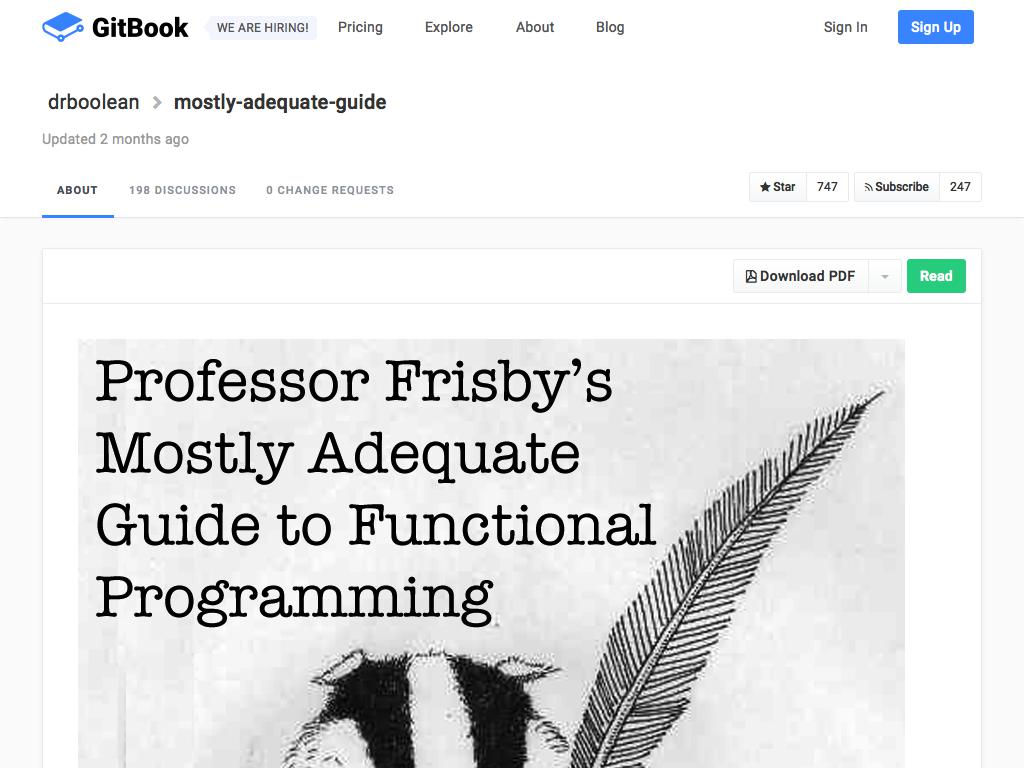 GitBook WE ARE HIRING! Pricing Explore About Blog Sign In Sign Up
drboolean mostly-adequate-guide
Updated 2 months ago
ABOUT 198 DISCUSSIONS 0 CHANGE REQUESTS Star 747 Subscribe 247
Download PDF Read
Professor Frisby’s
Mostly Adequate
Guide to Functional
Programming